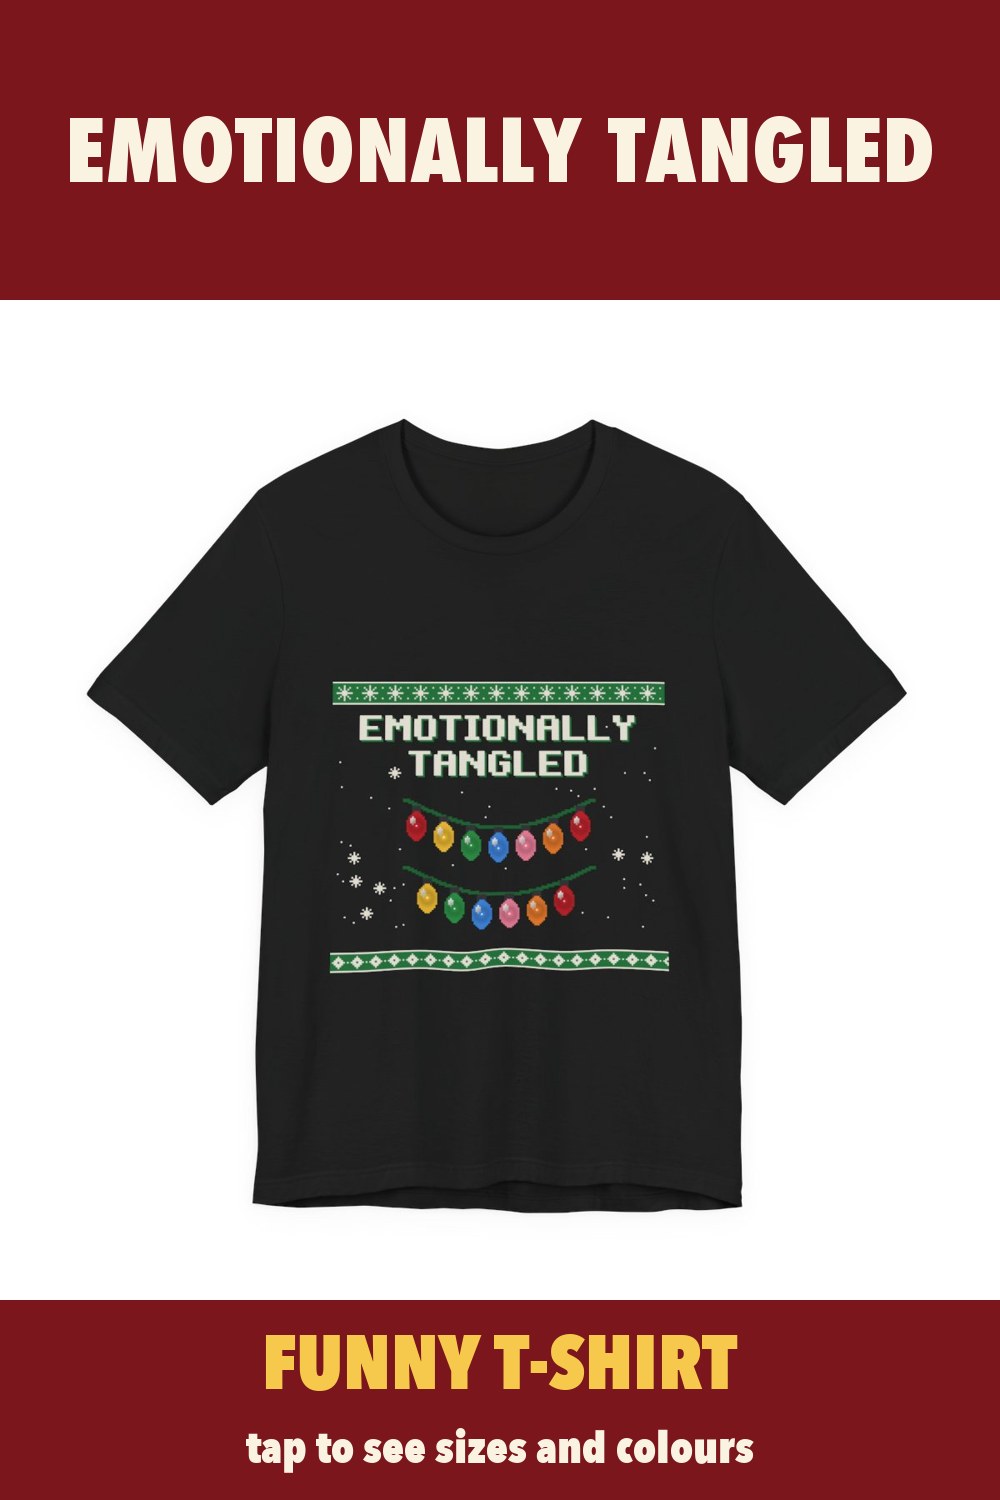 EMOTIONALLY TANGLED
EMOTIONALLY
TANGLED
FUNNY T-SHIRT
tap to see sizes and colours